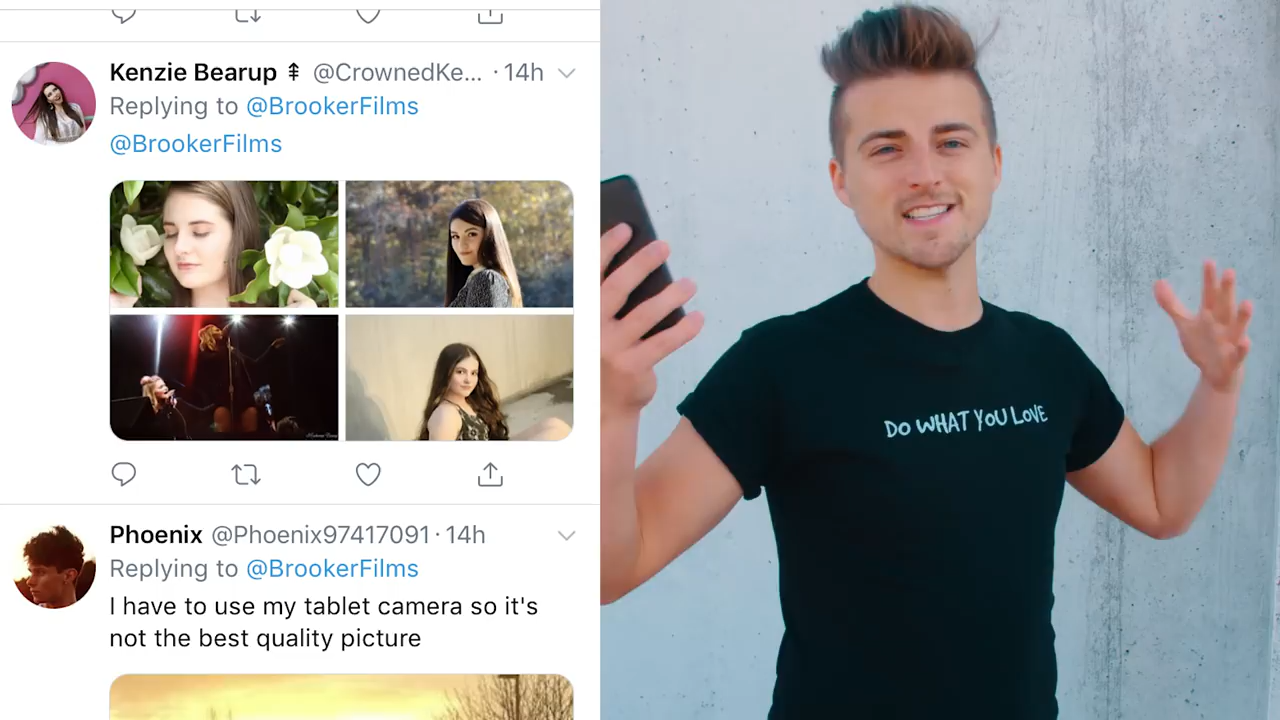 Kenzie Bearup @CrownedKe... · 14h
Replying to @BrookerFilms
@BrookerFilms
Phoenix @Phoenix97417091 · 14h
Replying to @BrookerFilms
I have to use my tablet camera so it's
not the best quality picture
DO WHAT YOU LOVE